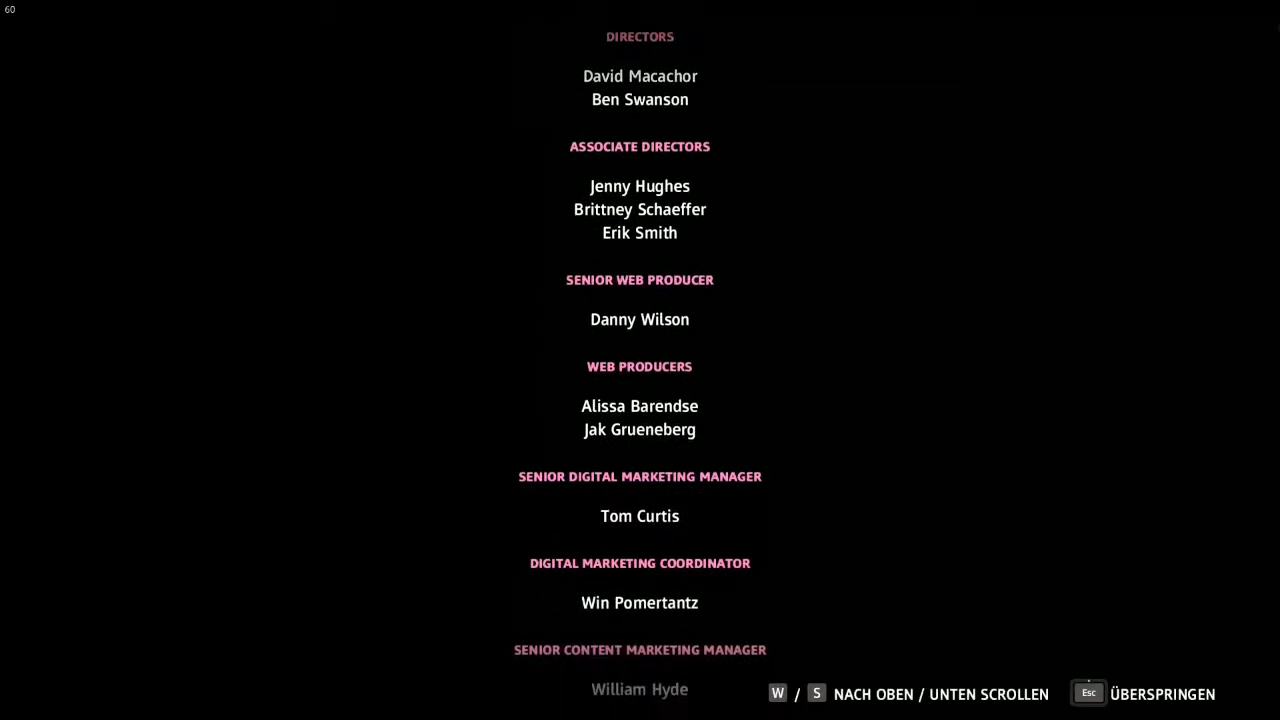 60
DIRECTORS
David Macachor
Ben Swanson
ASSOCIATE DIRECTORS
Jenny Hughes
Brittney Schaeffer
Erik Smith
SENIOR WEB PRODUCER
Danny Wilson
WEB PRODUCERS
Alissa Barendse
Jak Grueneberg
SENIOR DIGITAL MARKETING MANAGER
Tom Curtis
DIGITAL MARKETING COORDINATOR
Win Pomertantz
SENIOR CONTENT MARKETING MANAGER
William Hyde
W / S NACH OBEN / UNTEN SCROLLEN Esc ÜBERSPRINGEN